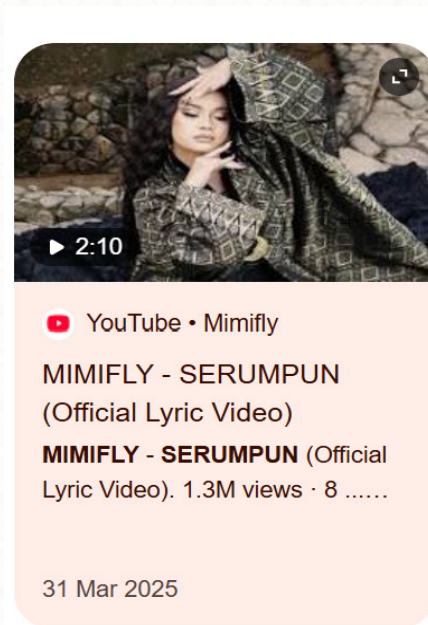 2:10
YouTube • Mimifly
MIMIFLY - SERUMPUN
(Official Lyric Video)
MIMIFLY - SERUMPUN (Official
Lyric Video). 1.3M views · 8 ...…
31 Mar 2025